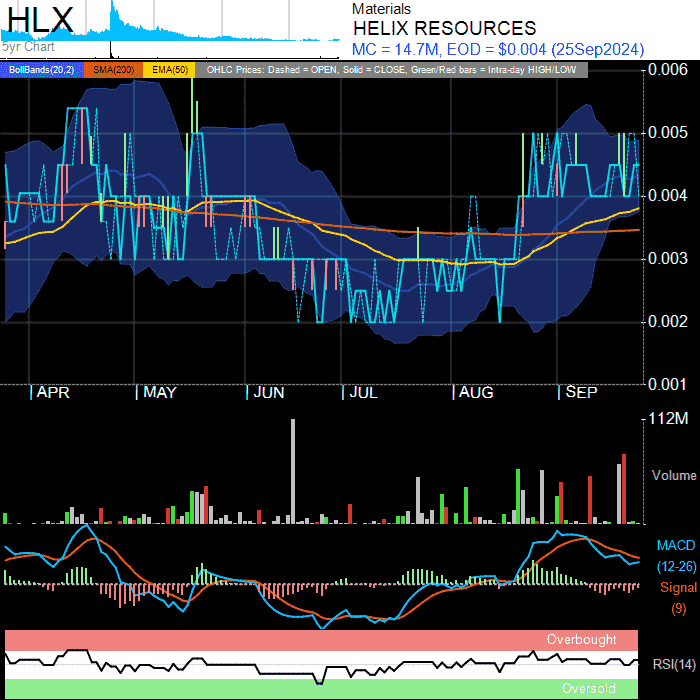 HLX
5yr Chart
Materials
HELIX RESOURCES
MC = 14.7M, EOD = $0.004 (25Sep2024)
BollBands(20,2) SMA(200) EMA(50) OHLC Prices: Dashed = OPEN, Solid = CLOSE, Green/Red bars = Intra-day HIGH/LOW
0.006
0.005
0.004
0.003
0.002
0.001
APR MAY JUN JUL AUG SEP
112M
Volume
MACD
(12-26)
Signal
(9)
Overbought
RSI(14)
Oversold